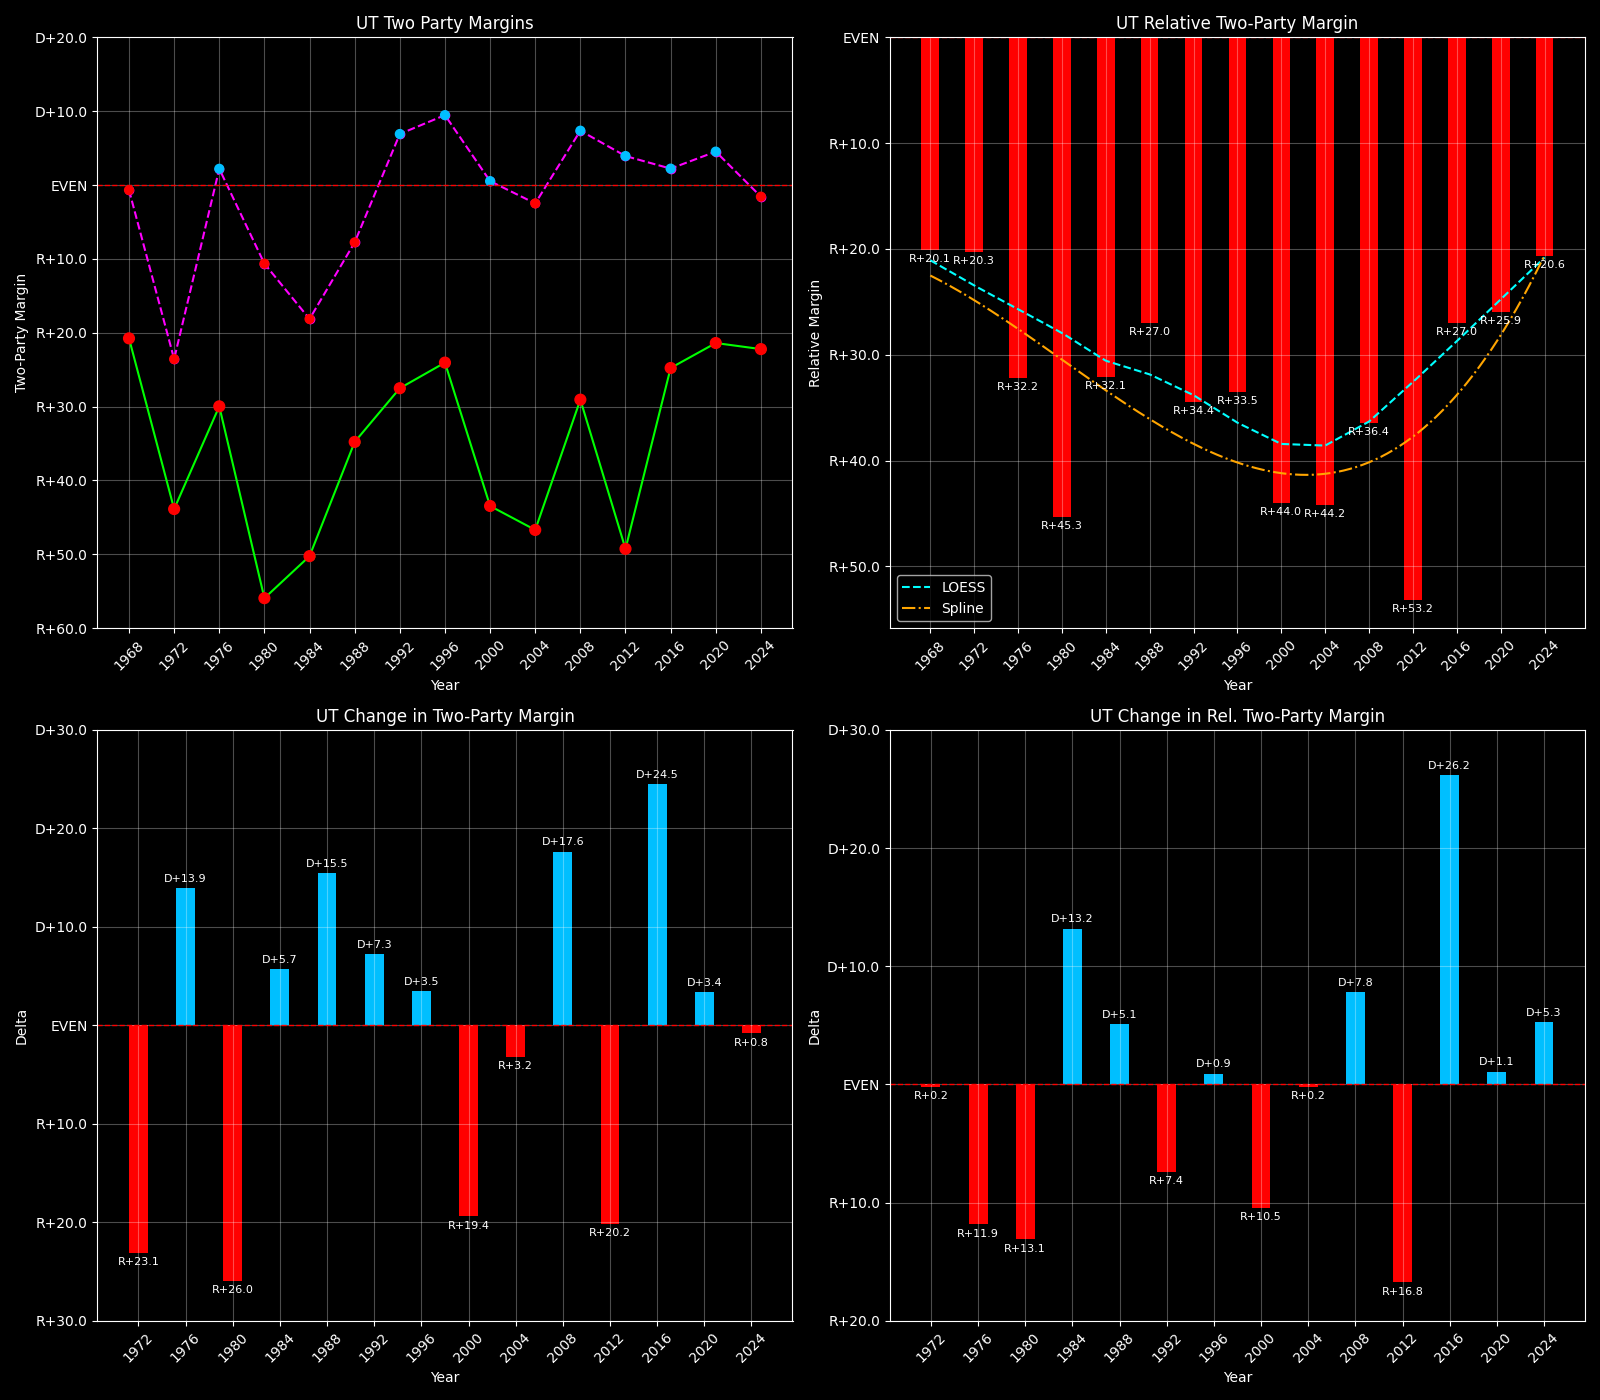 UT Two Party Margins
D+20.0
D+10.0
EVEN
R+10.0
R+20.0
R+30.0
R+40.0
R+50.0
R+60.0
Two-Party Margin
1968 1972 1976 1980 1984 1988 1992 1996 2000 2004 2008 2012 2016 2020 2024
Year
UT Relative Two-Party Margin
EVEN
R+10.0
R+20.0
R+30.0
R+40.0
R+50.0
Relative Margin
R+20.1 R+20.3 R+32.2 R+45.3 R+32.1 R+27.0 R+34.4 R+33.5 R+44.0 R+44.2 R+36.4 R+53.2 R+27.0 R+25.9 R+20.6
LOESS
Spline
1968 1972 1976 1980 1984 1988 1992 1996 2000 2004 2008 2012 2016 2020 2024
Year
UT Change in Two-Party Margin
D+30.0
D+20.0
D+10.0
EVEN
R+10.0
R+20.0
R+30.0
Delta
R+23.1 D+13.9 R+26.0 D+5.7 D+15.5 D+7.3 D+3.5 R+19.4 R+3.2 D+17.6 R+20.2 D+24.5 D+3.4 R+0.8
1972 1976 1980 1984 1988 1992 1996 2000 2004 2008 2012 2016 2020 2024
Year
UT Change in Rel. Two-Party Margin
D+30.0
D+20.0
D+10.0
EVEN
R+10.0
R+20.0
Delta
R+0.2 R+11.9 R+13.1 D+13.2 D+5.1 R+7.4 D+0.9 R+10.5 R+0.2 D+7.8 R+16.8 D+26.2 D+1.1 D+5.3
1972 1976 1980 1984 1988 1992 1996 2000 2004 2008 2012 2016 2020 2024
Year